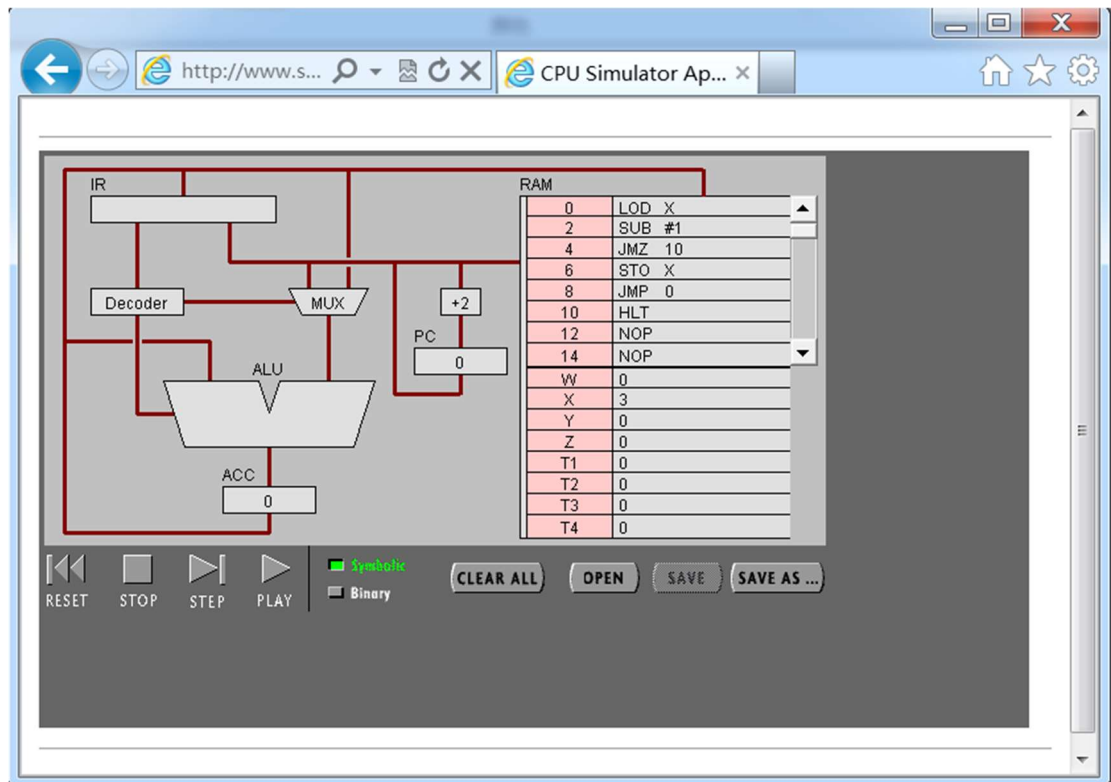 http://www.s...
CPU Simulator Ap...
IR
RAM
0 LOD X
2 SUB #1
4 JMZ 10
6 STO X
8 JMP 0
10 HLT
12 NOP
14 NOP
W 0
X 3
Y 0
Z 0
T1 0
T2 0
T3 0
T4 0
Decoder
MUX
+2
PC
0
ALU
ACC
0
RESET
STOP
STEP
PLAY
Symbolic
Binary
CLEAR ALL
OPEN
SAVE
SAVE AS ...